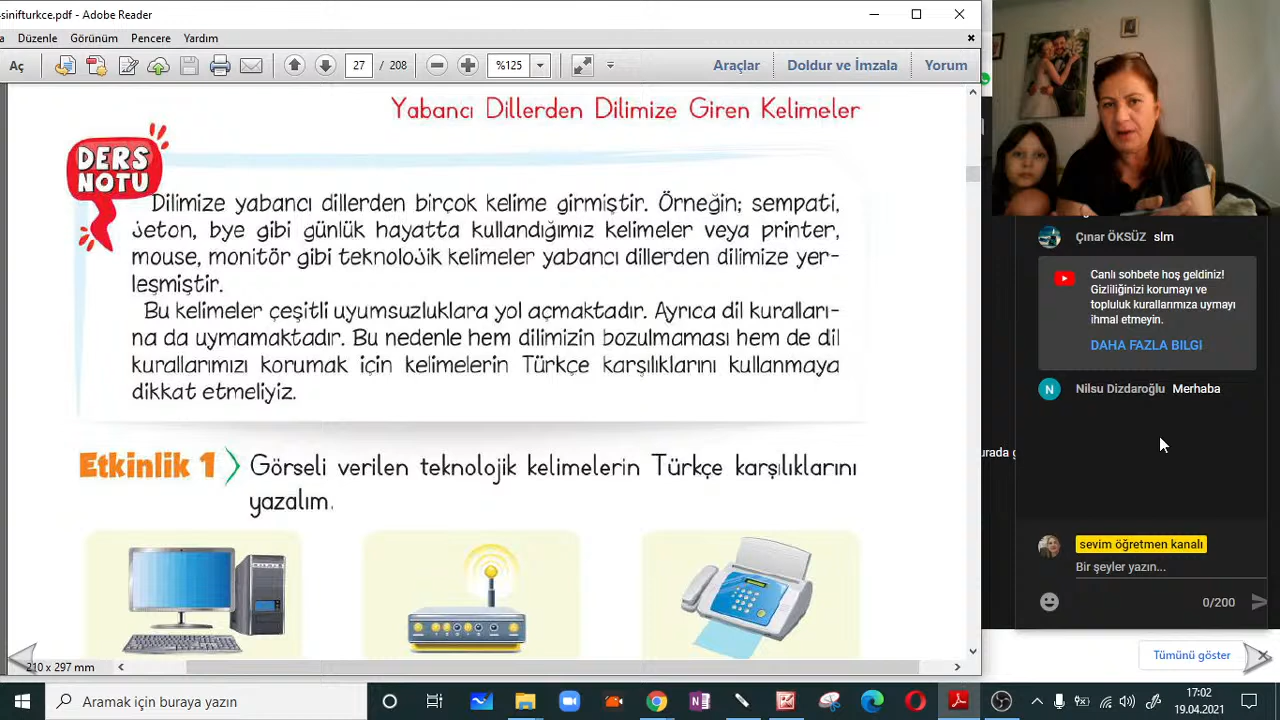 sinifturkce.pdf - Adobe Reader
Düzenle Görünüm Pencere Yardım
Aç 27 / 208 %125 Araçlar Doldur ve İmzala Yorum
Yabancı Dillerden Dilimize Giren Kelimeler
DERS
NOTU
Dilimize yabancı dillerden birçok kelime girmiştir. Örneğin; sempati,
jeton, bye gibi günlük hayatta kullandığımız kelimeler veya printer,
mouse, monitör gibi teknolojik kelimeler yabancı dillerden dilimize yer-
leşmiştir.
Bu kelimeler çeşitli uyumsuzluklara yol açmaktadır. Ayrıca dil kuralları-
na da uymamaktadır. Bu nedenle hem dilimizin bozulmaması hem de dil
kurallarımızı korumak için kelimelerin Türkçe karşılıklarını kullanmaya
dikkat etmeliyiz.
Etkinlik 1 Görseli verilen teknolojik kelimelerin Türkçe karşılıklarını
yazalım.
210 x 297 mm
Çınar ÖKSÜZ slm
Canlı sohbete hoş geldiniz!
Gizliliğinizi korumayı ve
topluluk kurallarımıza uymayı
ihmal etmeyin.
DAHA FAZLA BILGI
Nilsu Dizdaroğlu Merhaba
sevim öğretmen kanalı
Bir şeyler yazın...
0/200
Tümünü göster
Aramak için buraya yazın
17:02
19.04.2021